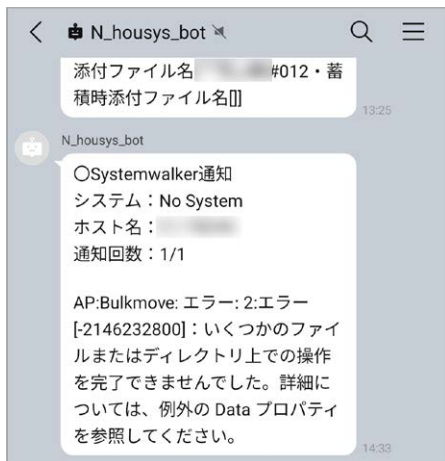 N_housys_bot
添付ファイル名 #012・蓄
積時添付ファイル名[]]
13:25
N_housys_bot
〇Systemwalker通知
システム：No System
ホスト名：
通知回数：1/1
AP:Bulkmove: エラー: 2:エラー
[-2146232800]：いくつかのファイ
ルまたはディレクトリ上での操作
を完了できませんでした。詳細に
ついては、例外の Data プロパティ
を参照してください。
14:33